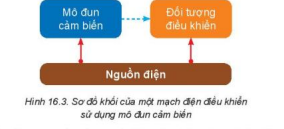 Mô đun
cảm biến
Đối tượng
điều khiển
Nguồn điện
Hình 16.3. Sơ đồ khối của một mạch điện điều khiển
sử dụng mô đun cảm biến